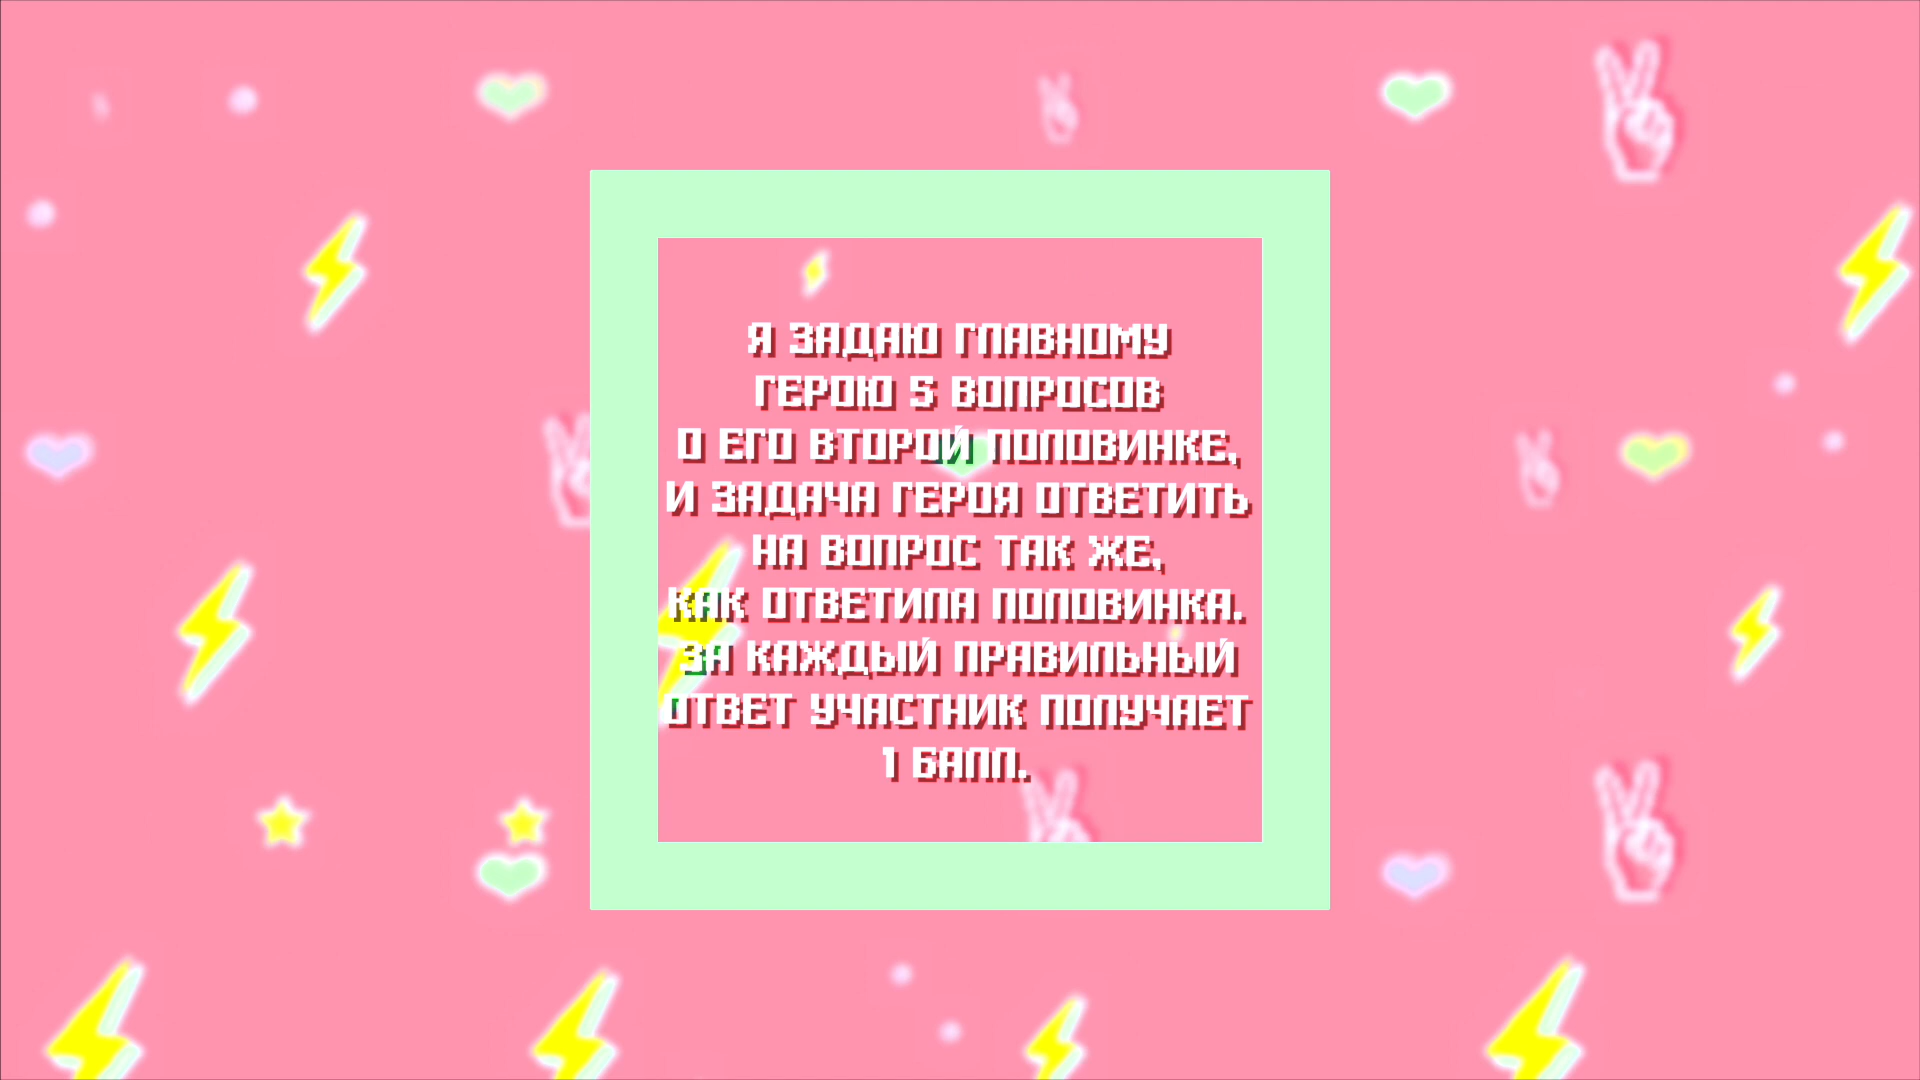 Я ЗАДАЮ ГЛАВНОМУ
ГЕРОЮ 5 ВОПРОСОВ
О ЕГО ВТОРОЙ ПОЛОВИНКЕ,
И ЗАДАЧА ГЕРОЯ ОТВЕТИТЬ
НА ВОПРОС ТАК ЖЕ,
КАК ОТВЕТИЛА ПОЛОВИНКА.
ЗА КАЖДЫЙ ПРАВИЛЬНЫЙ
ОТВЕТ УЧАСТНИК ПОЛУЧАЕТ
1 БАЛЛ.